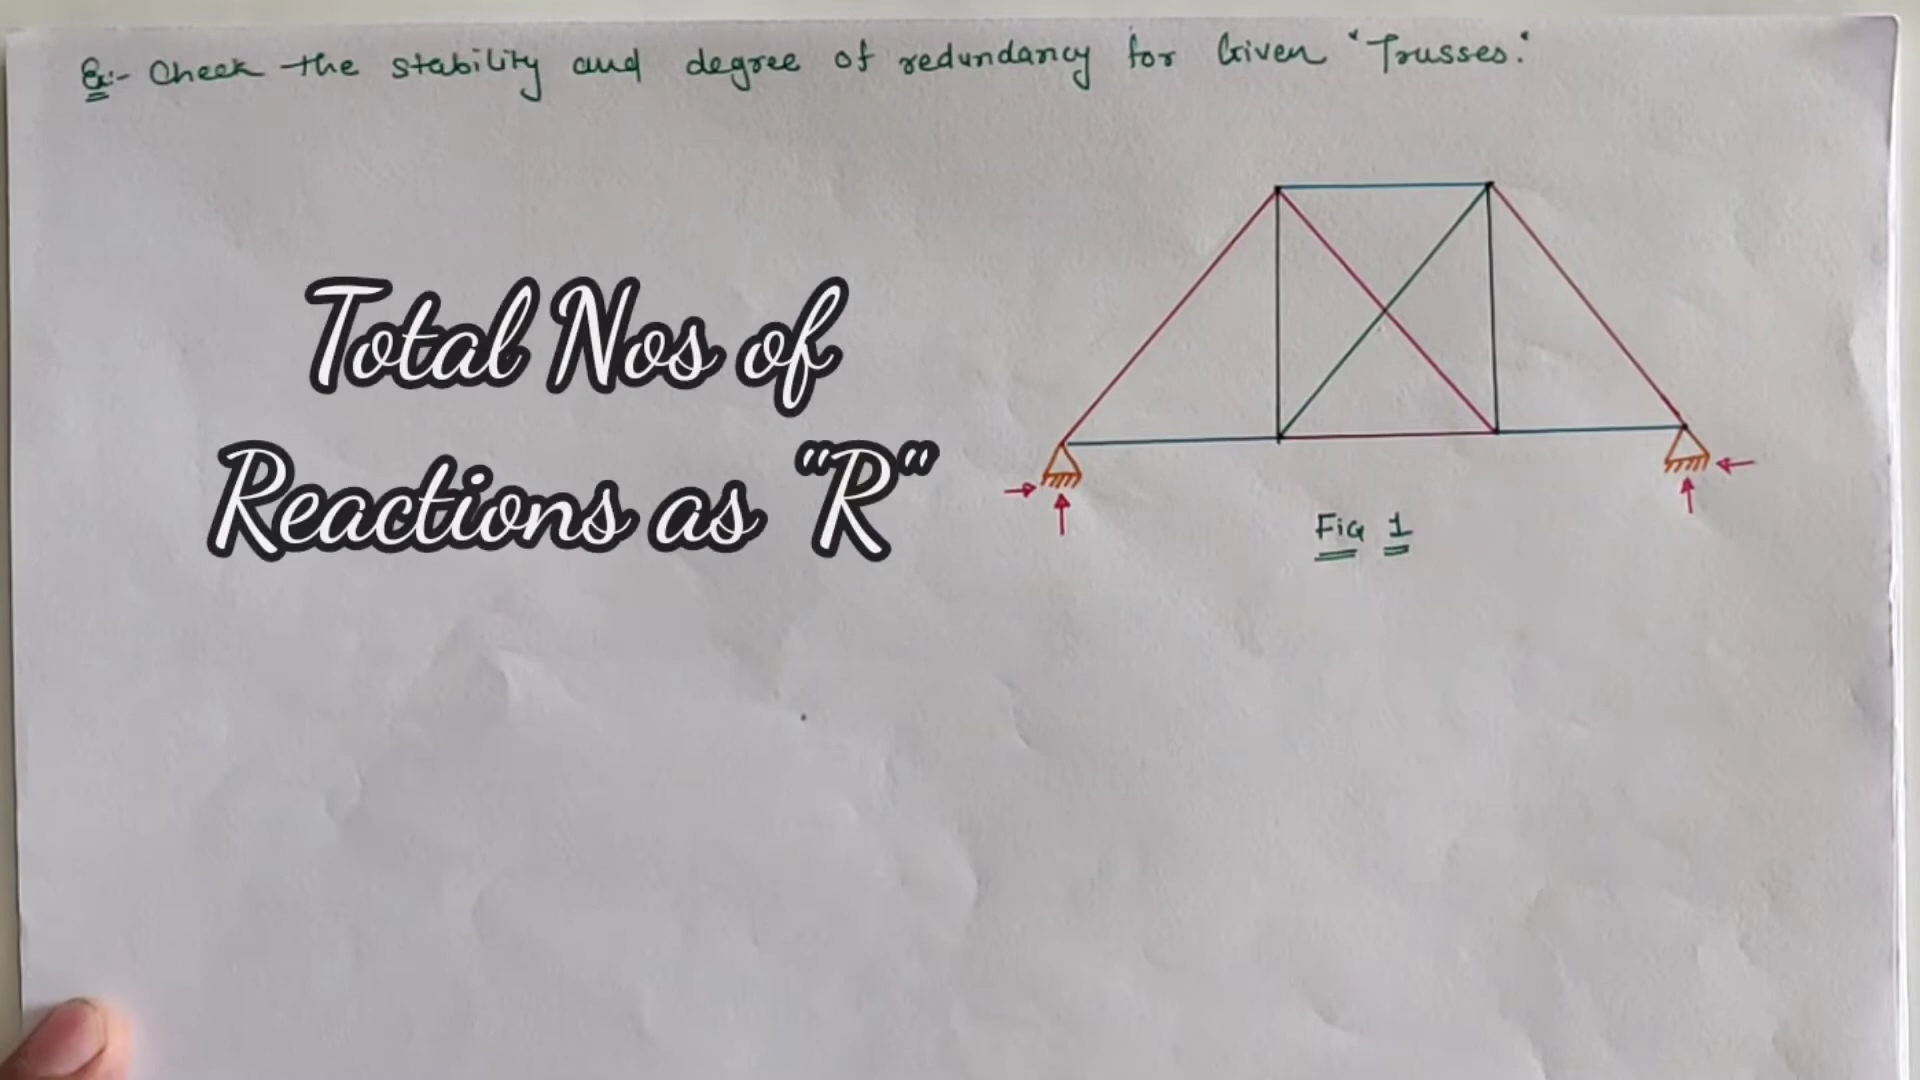 Ex:- Check the stability and degree of redundancy for Given "Trusses."
Total Nos of
Reactions as "R"
Fig 1